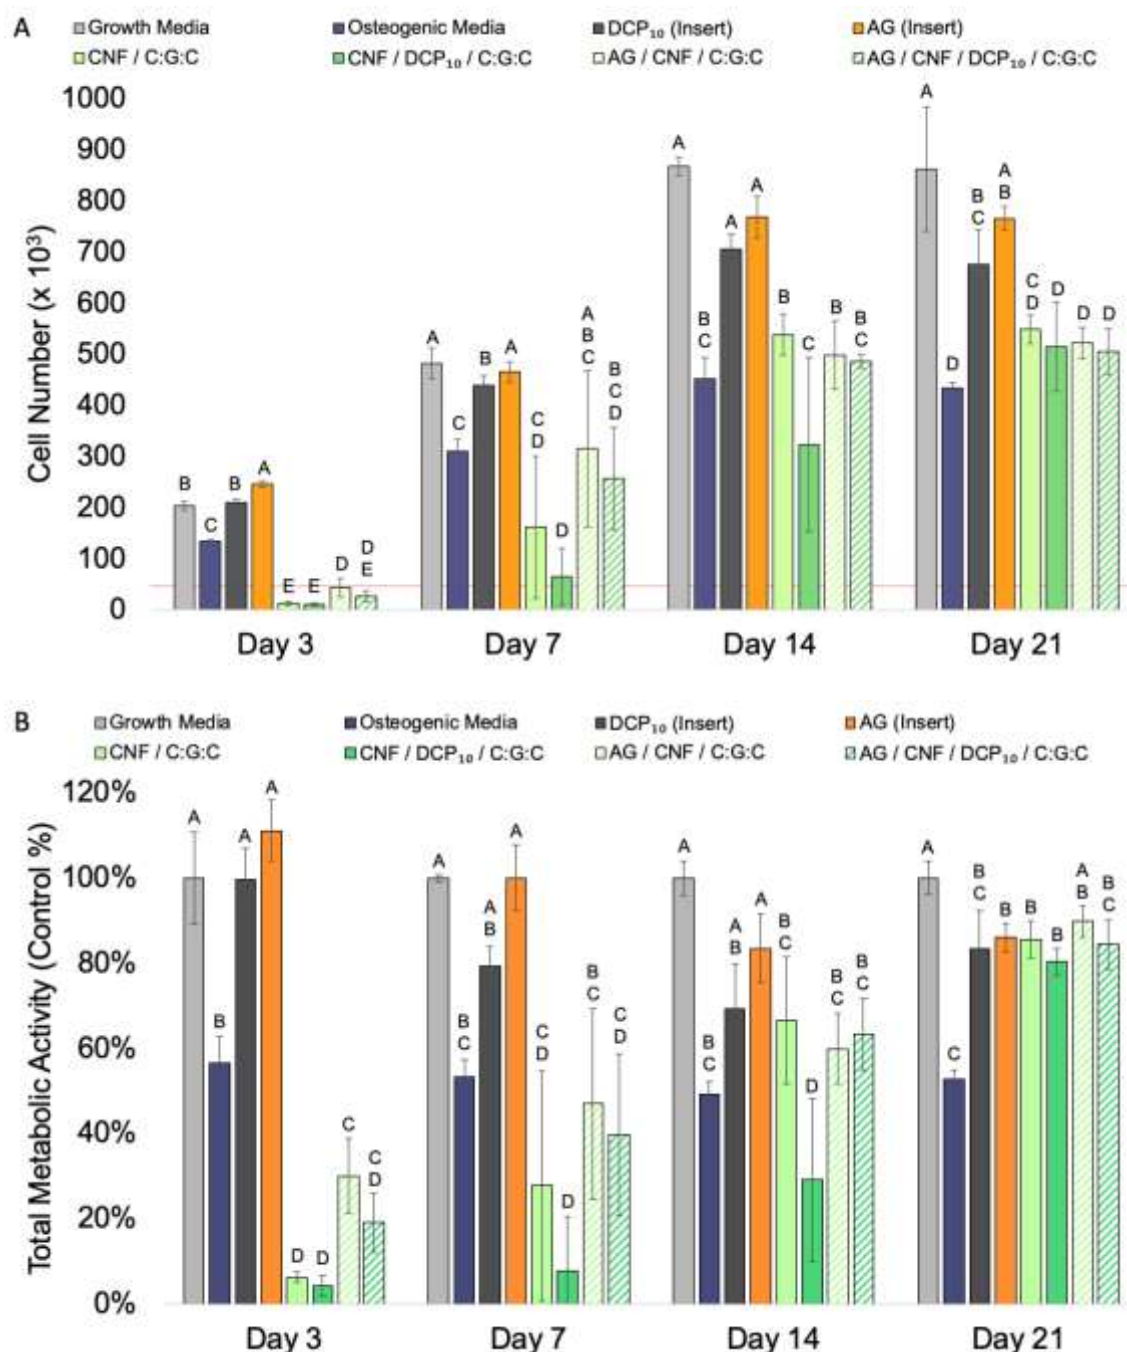 A
Growth Media Osteogenic Media DCP₁₀ (Insert) AG (Insert)
CNF / C:G:C CNF / DCP₁₀ / C:G:C AG / CNF / C:G:C AG / CNF / DCP₁₀ / C:G:C
Cell Number (x 10³)
1000
900
800
700
600
500
400
300
200
100
0
B C B A E E D D E
A C B A C D D A B C B C D
A B C A A B C B B C
A D B C A B C D D D D
Day 3 Day 7 Day 14 Day 21
B
Growth Media Osteogenic Media DCP₁₀ (Insert) AG (Insert)
CNF / C:G:C CNF / DCP₁₀ / C:G:C AG / CNF / C:G:C AG / CNF / DCP₁₀ / C:G:C
Total Metabolic Activity (Control %)
120%
100%
80%
60%
40%
20%
0%
A B A A D D C C D
A B C A B A C D D B C C D
A B C A B A B C D B C B C
A C B C B B B A B B C
Day 3 Day 7 Day 14 Day 21